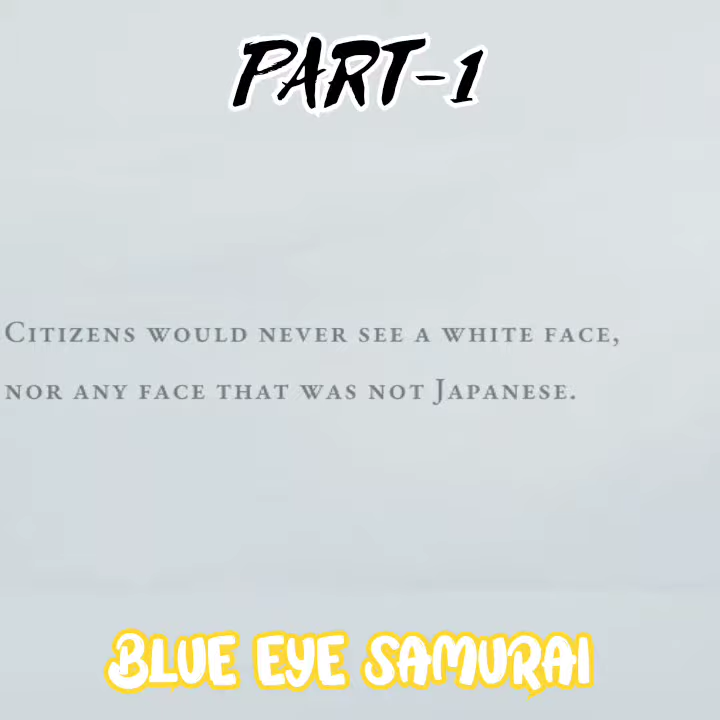 PART-1
Citizens would never see a white face,
nor any face that was not Japanese.
BLUE EYE SAMURAI